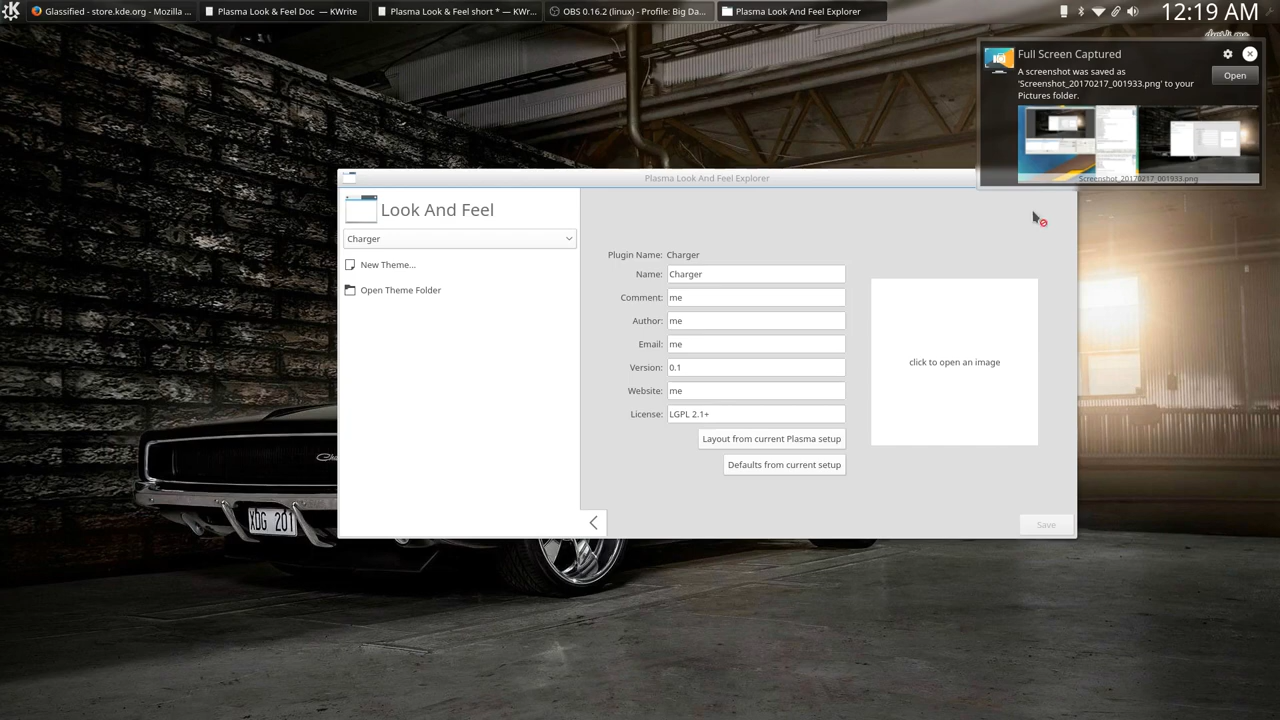 Glassified - store.kde.org - Mozilla ...
Plasma Look & Feel Doc — KWrite
Plasma Look & Feel short * — KWr...
OBS 0.16.2 (linux) - Profile: Big Da...
Plasma Look And Feel Explorer
12:19 AM
Full Screen Captured
A screenshot was saved as
'Screenshot_20170217_001933.png' to your
Pictures folder.
Open
Screenshot_20170217_001933.png
Plasma Look And Feel Explorer
Look And Feel
Charger
New Theme...
Open Theme Folder
Plugin Name: Charger
Name: Charger
Comment: me
Author: me
Email: me
Version: 0.1
Website: me
License: LGPL 2.1+
Layout from current Plasma setup
Defaults from current setup
click to open an image
Save
XDG 201